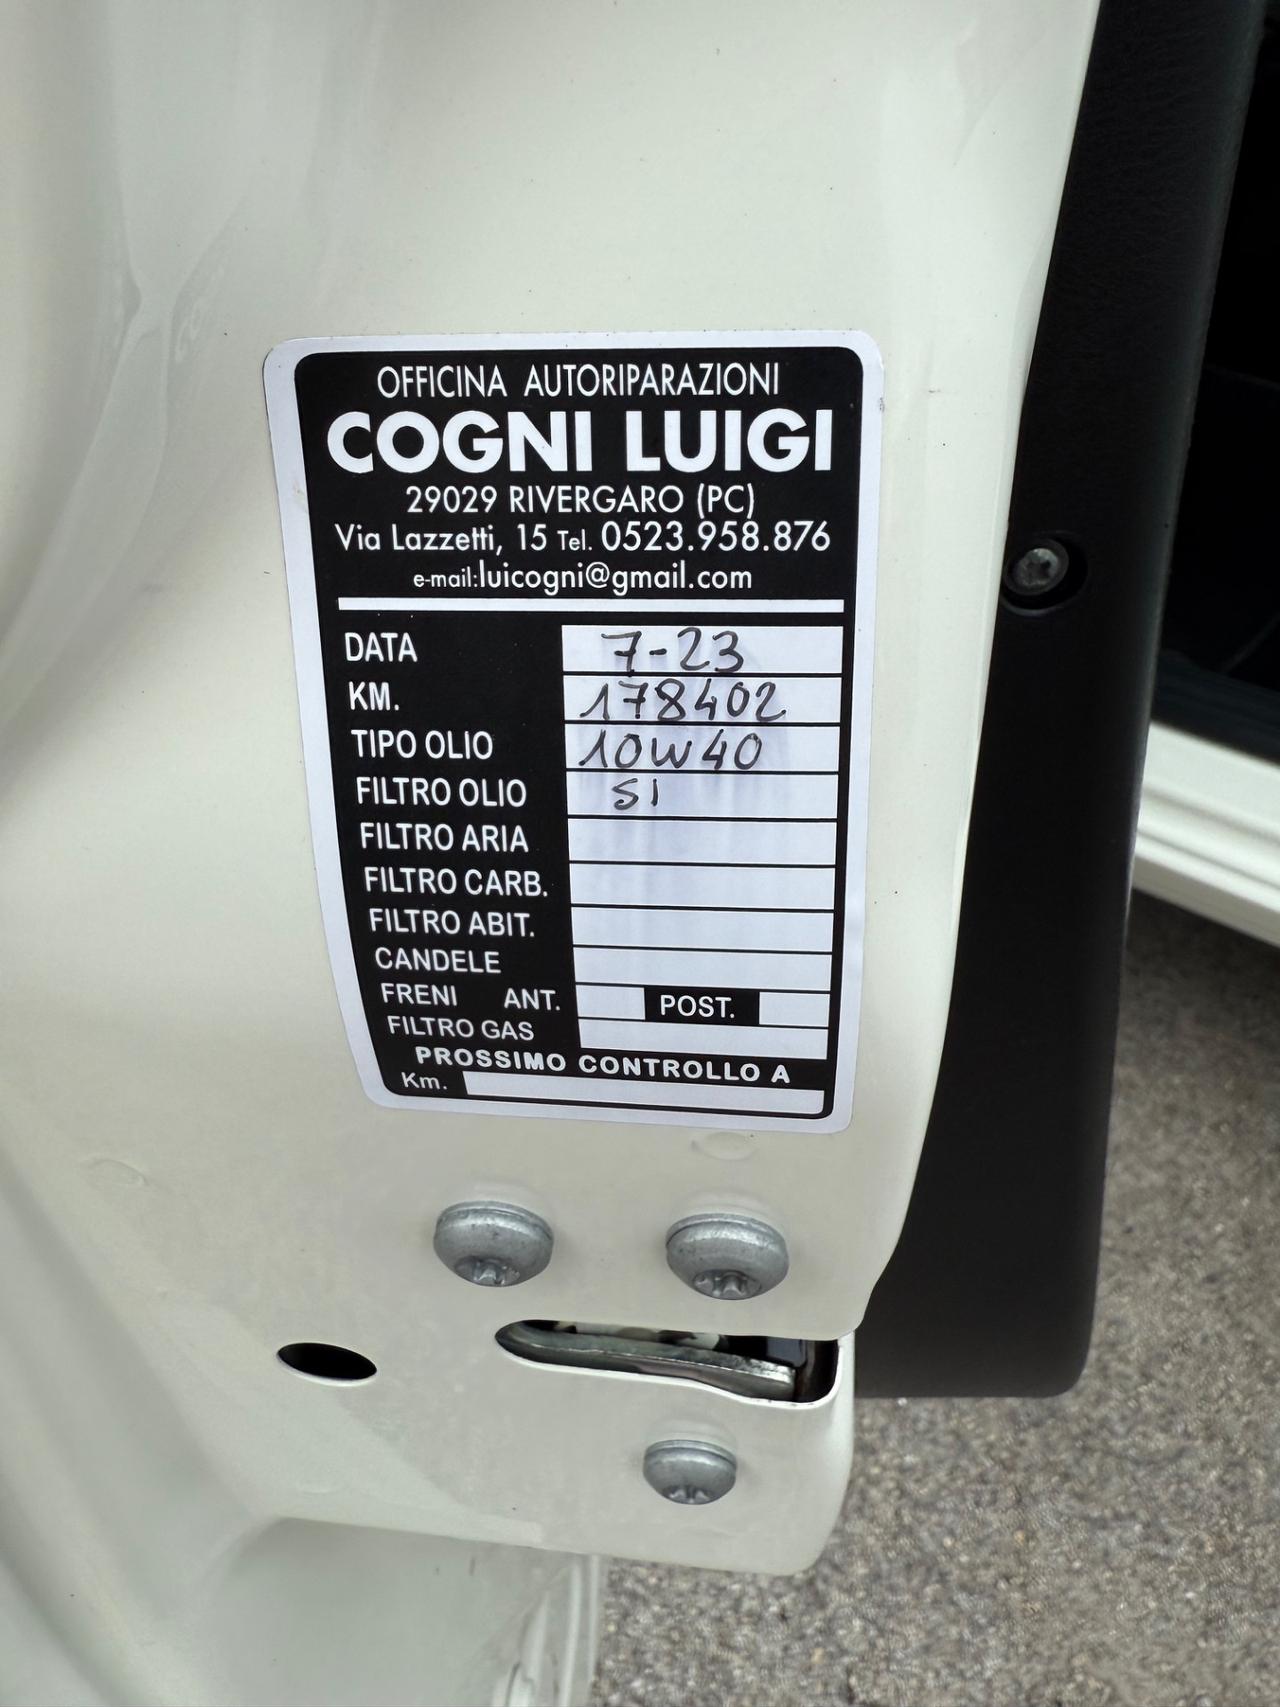 OFFICINA AUTORIPARAZIONI
COGNI LUIGI
29029 RIVERGARO (PC)
Via Lazzetti, 15 Tel. 0523.958.876
e-mail:luicogni@gmail.com
DATA 7-23
KM. 178402
TIPO OLIO 10W40
FILTRO OLIO SI
FILTRO ARIA
FILTRO CARB.
FILTRO ABIT.
CANDELE
FRENI ANT. POST.
FILTRO GAS
PROSSIMO CONTROLLO A
Km.